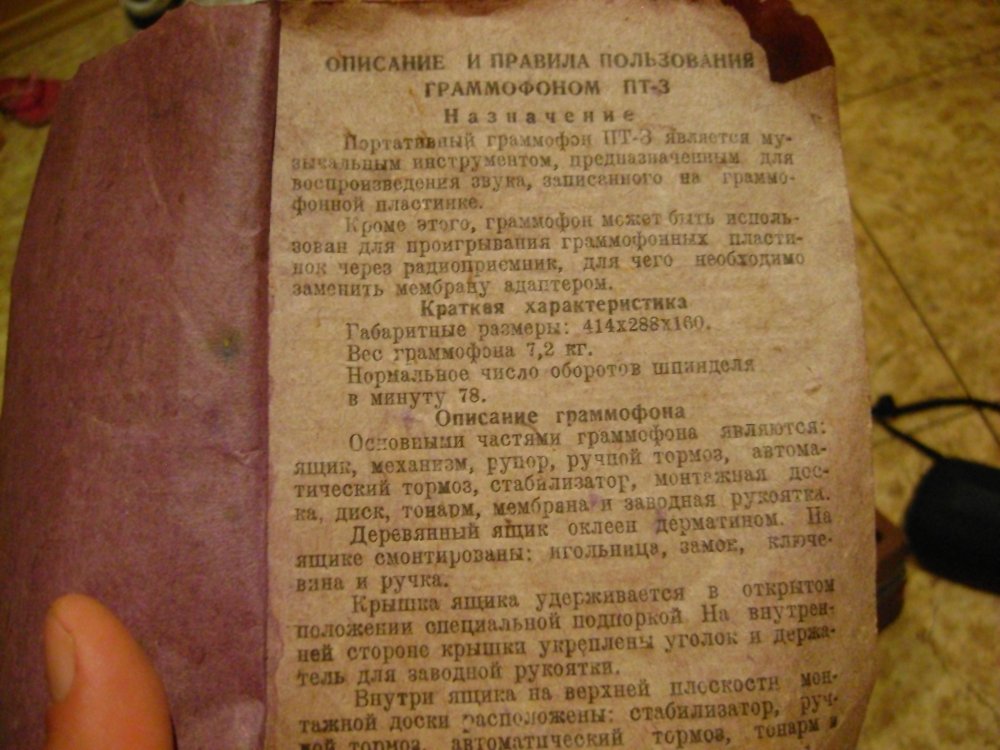 ОПИСАНИЕ И ПРАВИЛА ПОЛЬЗОВАНИЯ
ГРАММОФОНОМ ПТ-3
Назначение
Портативный граммофон ПТ-3 является му-
зыкальным инструментом, предназначенным для
воспроизведения звука, записанного на граммо-
фонной пластинке.
Кроме этого, граммофон может быть исполь-
зован для проигрывания граммофонных пласти-
нок через радиоприемник, для чего необходимо
заменить мембрану адаптером.
Краткая характеристика
Габаритные размеры: 414х288х160.
Вес граммофона 7,2 кг.
Нормальное число оборотов шпинделя
в минуту 78.
Описание граммофона
Основными частями граммофона являются:
ящик, механизм, рупор, ручной тормоз, автома-
тический тормоз, стабилизатор, монтажная дос-
ка, диск, тонарм, мембрана и заводная рукоятка.
Деревянный ящик оклеен дерматином. На
ящике смонтированы: игольница, замок, ключе-
вина и ручка.
Крышка ящика удерживается в открытом
положении специальной подпоркой. На внутрен-
ней стороне крышки укреплены уголок и держа-
тель для заводной рукоятки.
Внутри ящика на верхней плоскости мон-
тажной доски расположены: стабилизатор, руч-
ной тормоз, автоматический тормоз, тонарм и